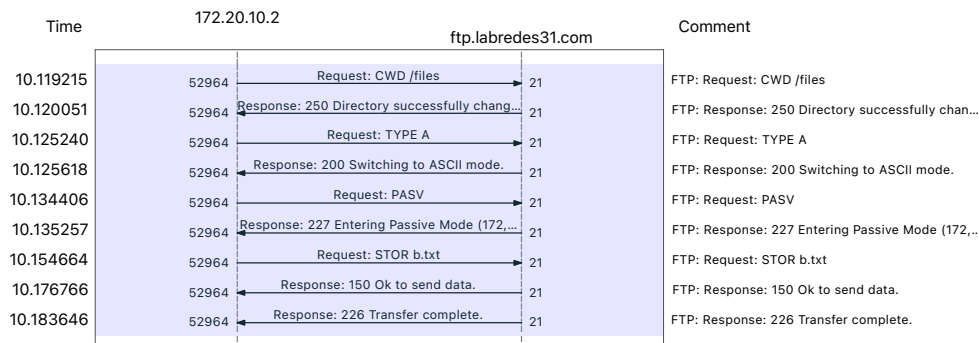 172.20.10.2
Time ftp.labredes31.com Comment
10.119215 52964 Request: CWD /files 21 FTP: Request: CWD /files
10.120051 52964 Response: 250 Directory successfully chang... 21 FTP: Response: 250 Directory successfully chan...
10.125240 52964 Request: TYPE A 21 FTP: Request: TYPE A
10.125618 52964 Response: 200 Switching to ASCII mode. 21 FTP: Response: 200 Switching to ASCII mode.
10.134406 52964 Request: PASV 21 FTP: Request: PASV
10.135257 52964 Response: 227 Entering Passive Mode (172,... 21 FTP: Response: 227 Entering Passive Mode (172,..
10.154664 52964 Request: STOR b.txt 21 FTP: Request: STOR b.txt
10.176766 52964 Response: 150 Ok to send data. 21 FTP: Response: 150 Ok to send data.
10.183646 52964 Response: 226 Transfer complete. 21 FTP: Response: 226 Transfer complete.